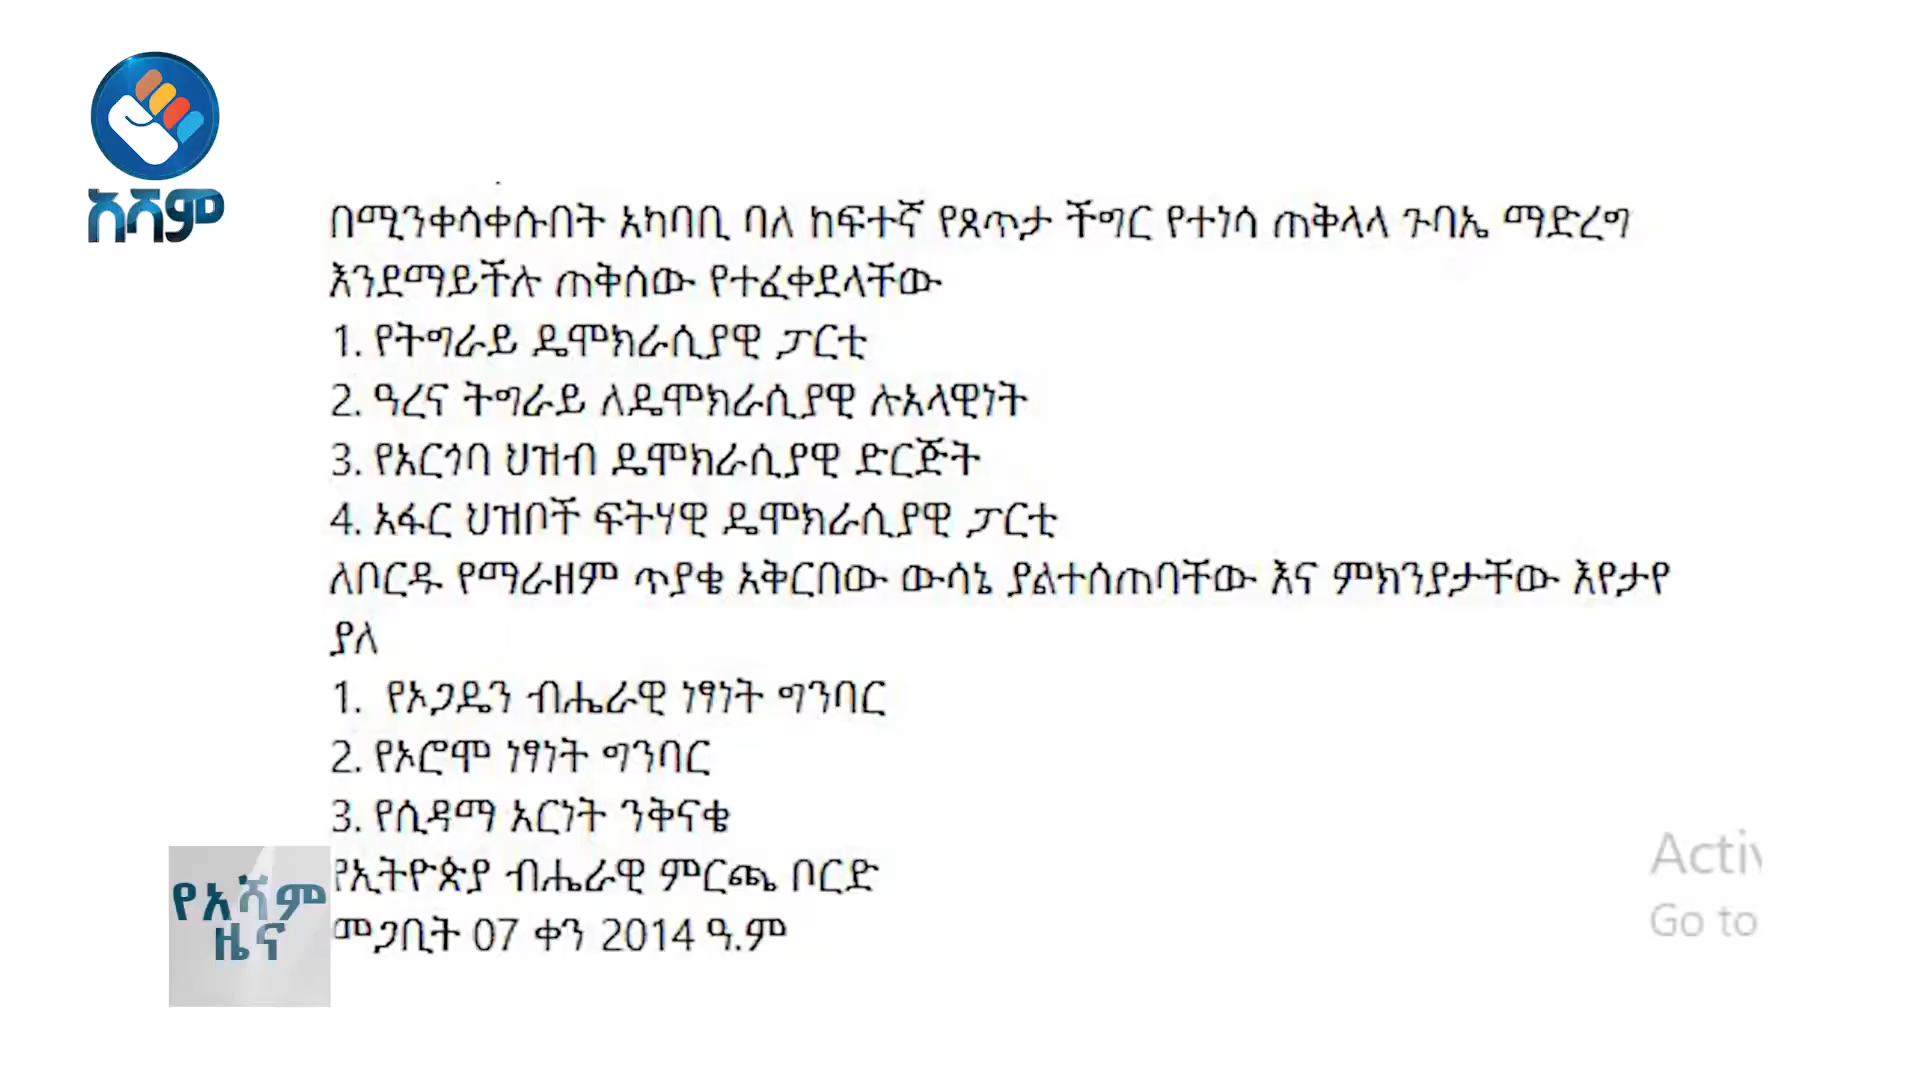 አሻም
በሚንቀሳቀሱበት አካባቢ ባለ ከፍተኛ የጸጥታ ችግር የተነሳ ጠቅላላ ጉባኤ ማድረግ
እንደማይችሉ ጠቅሰው የተፈቀደላቸው
1. የትግራይ ዴሞክራሲያዊ ፓርቲ
2. ዓረና ትግራይ ለዴሞክራሲያዊ ሉአላዊነት
3. የአርጎባ ህዝብ ዴሞክራሲያዊ ድርጅት
4. አፋር ህዝቦች ፍትሃዊ ዴሞክራሲያዊ ፓርቲ
ለቦርዱ የማራዘም ጥያቄ አቅርበው ውሳኔ ያልተሰጠባቸው እና ምክንያታቸው እየታየ
ያለ
1. የኦጋዴን ብሔራዊ ነፃነት ግንባር
2. የኦሮሞ ነፃነት ግንባር
3. የሲዳማ አርነት ንቅናቄ
የኢትዮጵያ ብሔራዊ ምርጫ ቦርድ
መጋቢት 07 ቀን 2014 ዓ.ም
የአሻም
ዜና
Activ
Go to